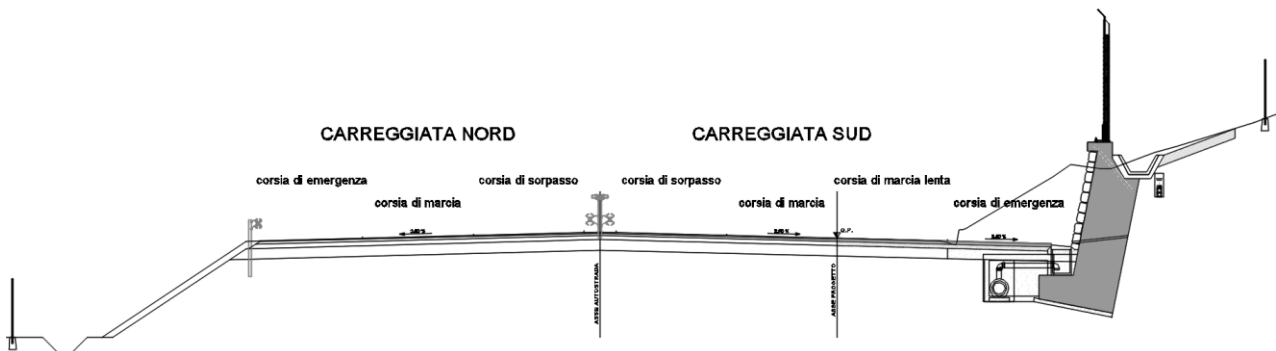 CARREGGIATA NORD
CARREGGIATA SUD
corsia di emergenza
corsia di sorpasso
corsia di sorpasso
corsia di marcia lenta
corsia di marcia
corsia di marcia
corsia di emergenza
ASSE AUTOSTRADA
ASSE PROGETTO